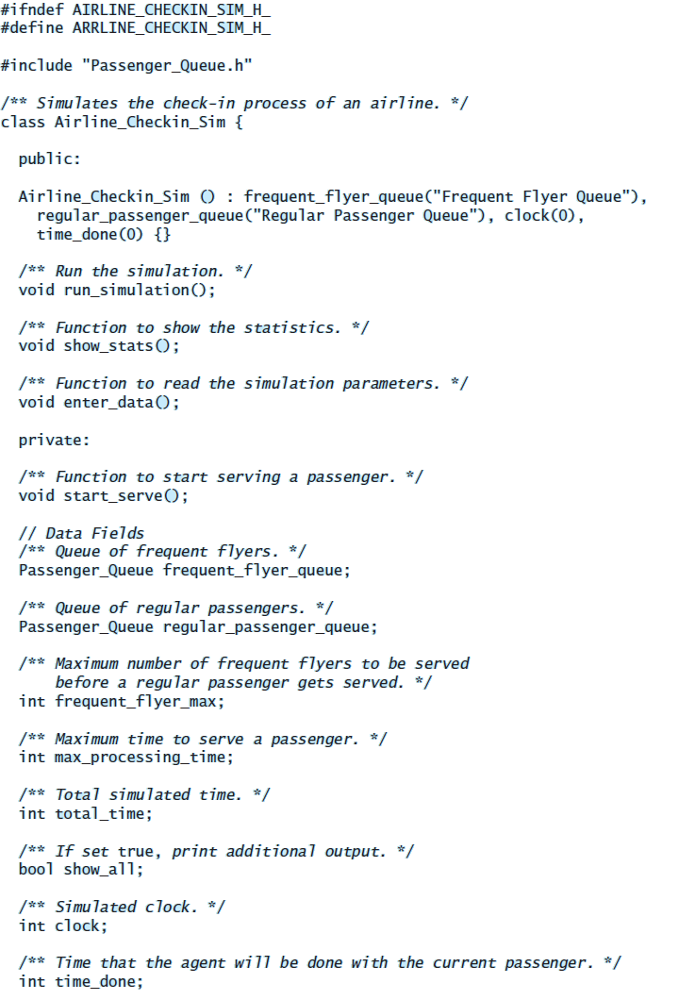 #ifndef AIRLINE_CHECKIN_SIM_H_
#define ARRLINE_CHECKIN_SIM_H_
#include "Passenger_Queue.h"
/** Simulates the check-in process of an airline. */
class Airline_Checkin_Sim {
public:
Airline_Checkin_Sim () : frequent_flyer_queue("Frequent Flyer Queue"),
regular_passenger_queue("Regular Passenger Queue"), clock(0),
time_done(0) {}
/** Run the simulation. */
void run_simulation();
/** Function to show the statistics. */
void show_stats();
/** Function to read the simulation parameters. */
void enter_data();
private:
/** Function to start serving a passenger. */
void start_serve();
// Data Fields
/** Queue of frequent flyers. */
Passenger_Queue frequent_flyer_queue;
/** Queue of regular passengers. */
Passenger_Queue regular_passenger_queue;
/** Maximum number of frequent flyers to be served
before a regular passenger gets served. */
int frequent_flyer_max;
/** Maximum time to serve a passenger. */
int max_processing_time;
/** Total simulated time. */
int total_time;
/** If set true, print additional output. */
bool show_all;
/** Simulated clock. */
int clock;
/** Time that the agent will be done with the current passenger. */
int time_done;